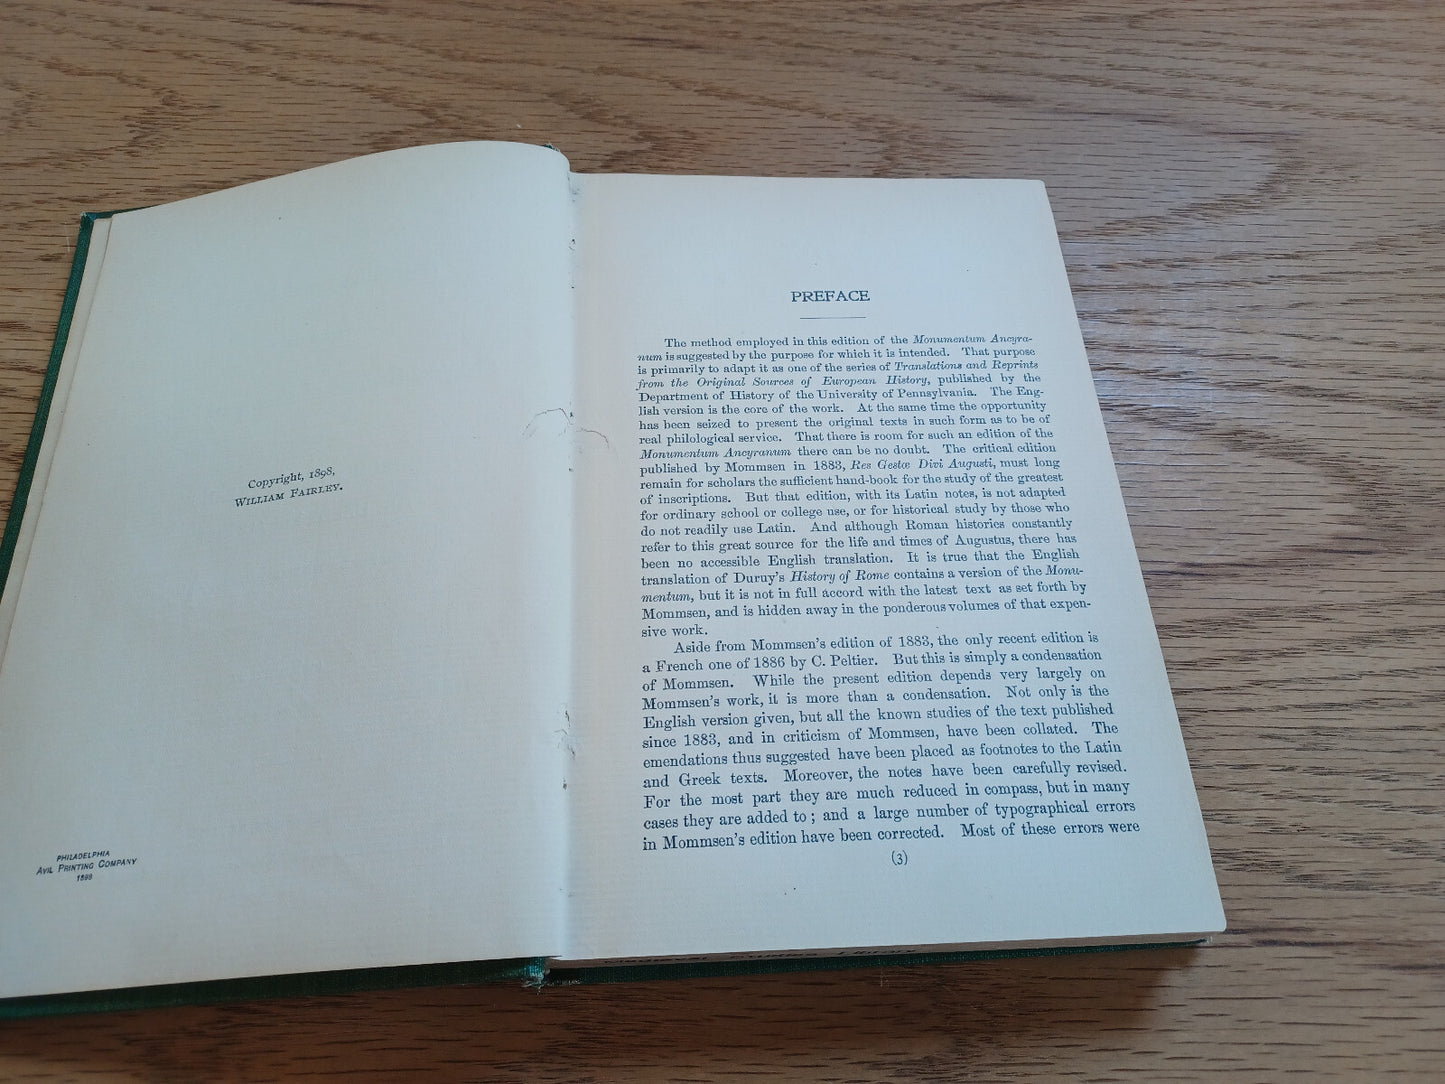 Copyright, 1898,
WILLIAM FAIRLEY.
PHILADELPHIA
AVIL PRINTING COMPANY
1898
PREFACE
The method employed in this edition of the Monumentum Ancyra-
num is suggested by the purpose for which it is intended. That purpose
is primarily to adapt it as one of the series of Translations and Reprints
from the Original Sources of European History, published by the
Department of History of the University of Pennsylvania. The Eng-
lish version is the core of the work. At the same time the opportunity
has been seized to present the original texts in such form as to be of
real philological service. That there is room for such an edition of the
Monumentum Ancyranum there can be no doubt. The critical edition
published by Mommsen in 1883, Res Gestœ Divi Augusti, must long
remain for scholars the sufficient hand-book for the study of the greatest
of inscriptions. But that edition, with its Latin notes, is not adapted
for ordinary school or college use, or for historical study by those who
do not readily use Latin. And although Roman histories constantly
refer to this great source for the life and times of Augustus, there has
been no accessible English translation. It is true that the English
translation of Duruy's History of Rome contains a version of the Monu-
mentum, but it is not in full accord with the latest text as set forth by
Mommsen, and is hidden away in the ponderous volumes of that expen-
sive work.
Aside from Mommsen's edition of 1883, the only recent edition is
a French one of 1886 by C. Peltier. But this is simply a condensation
of Mommsen. While the present edition depends very largely on
Mommsen's work, it is more than a condensation. Not only is the
English version given, but all the known studies of the text published
since 1883, and in criticism of Mommsen, have been collated. The
emendations thus suggested have been placed as footnotes to the Latin
and Greek texts. Moreover, the notes have been carefully revised.
For the most part they are much reduced in compass, but in many
cases they are added to; and a large number of typographical errors
in Mommsen's edition have been corrected. Most of these errors were
(3)
Medieval Studies Library